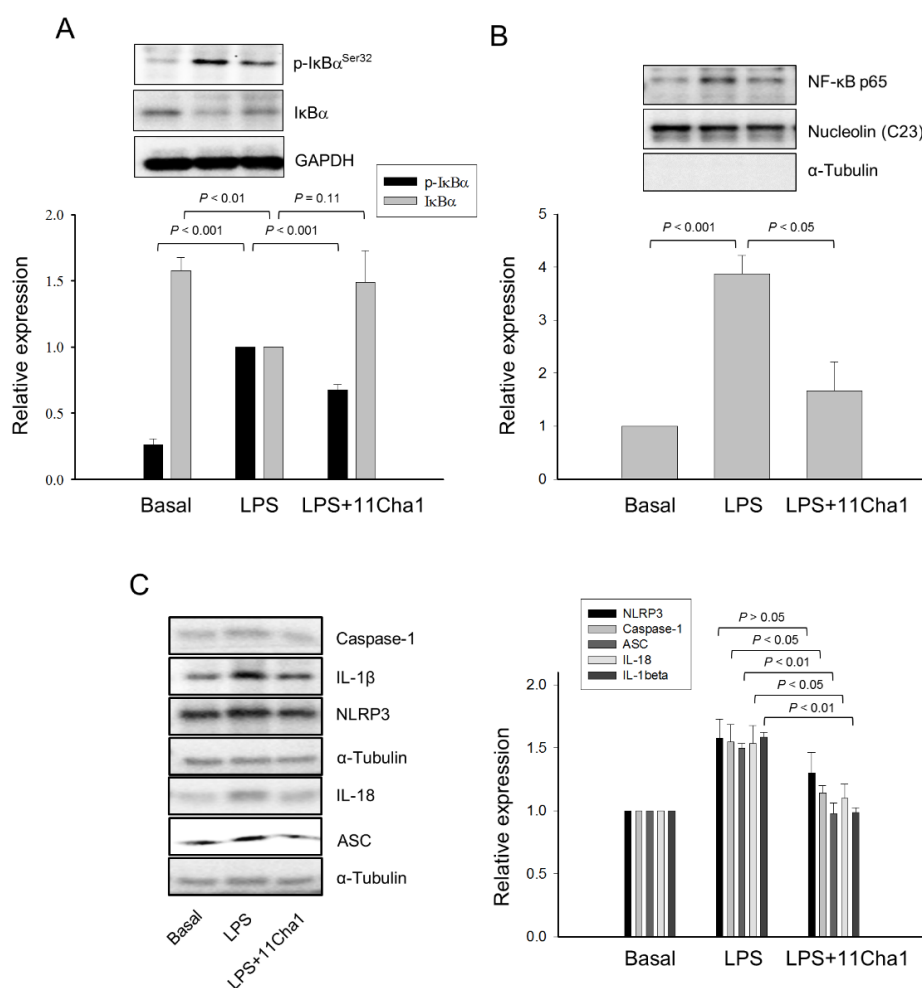 A
p-IκBα^Ser32
IκBα
GAPDH
p-IκBα
IκBα
P < 0.01
P = 0.11
P < 0.001
P < 0.001
Relative expression
2.0
1.5
1.0
0.5
0.0
Basal
LPS
LPS+11Cha1
B
NF-κB p65
Nucleolin (C23)
α-Tubulin
P < 0.001
P < 0.05
Relative expression
5
4
3
2
1
0
Basal
LPS
LPS+11Cha1
C
Caspase-1
IL-1β
NLRP3
α-Tubulin
IL-18
ASC
α-Tubulin
Basal
LPS
LPS+11Cha1
NLRP3
Caspase-1
ASC
IL-18
IL-1beta
P > 0.05
P < 0.05
P < 0.01
P < 0.05
P < 0.01
Relative expression
2.0
1.5
1.0
0.5
0.0
Basal
LPS
LPS+11Cha1